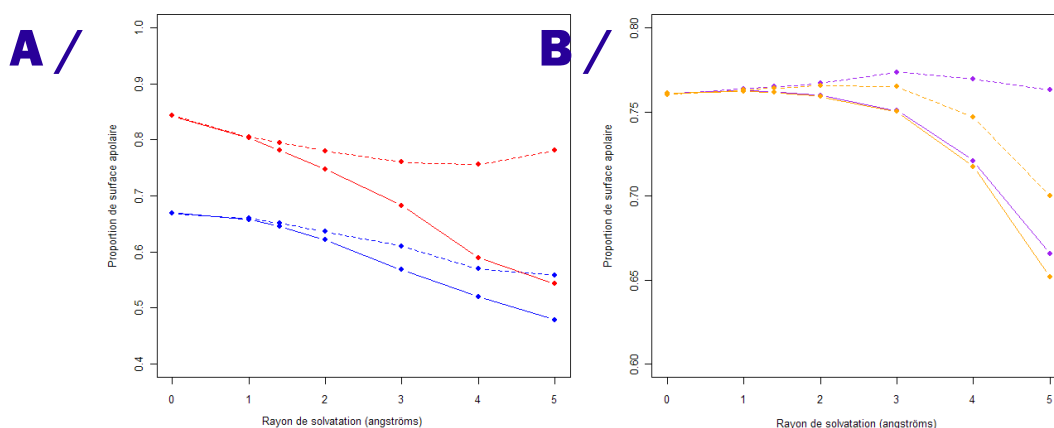 A /
Proportion de surface apolaire
1.0
0.9
0.8
0.7
0.6
0.5
0.4
0 1 2 3 4 5
Rayon de solvatation (angströms)
B /
Proportion de surface apolaire
0.80
0.75
0.70
0.65
0.60
0 1 2 3 4 5
Rayon de solvatation (angströms)